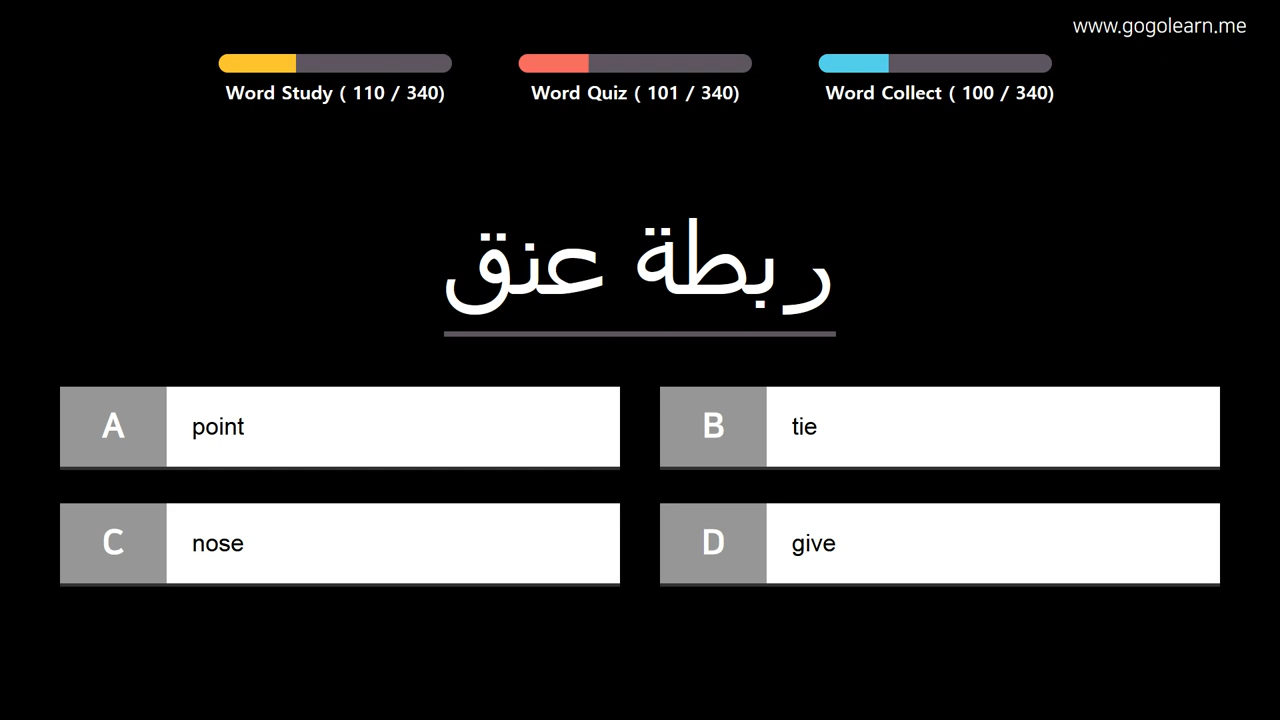 www.gogolearn.me
Word Study ( 110 / 340)
Word Quiz ( 101 / 340)
Word Collect ( 100 / 340)
ربطة عنق
A point
B tie
C nose
D give